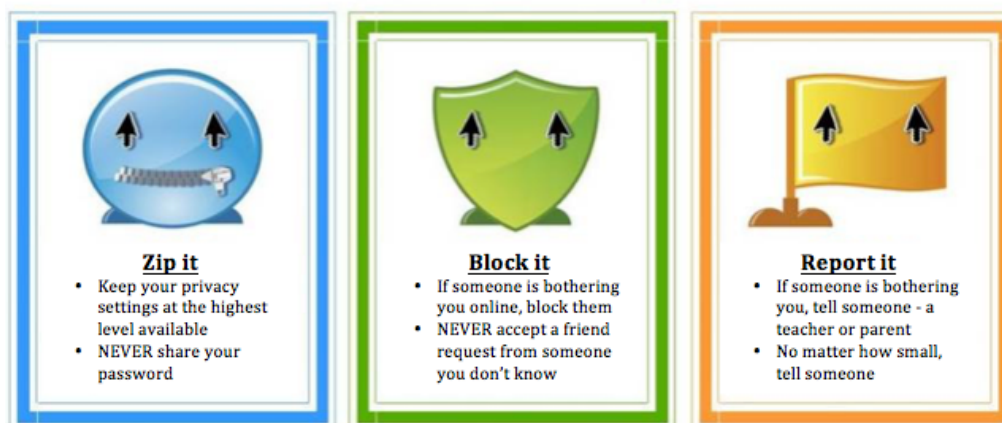 Zip it
• Keep your privacy
settings at the highest
level available
• NEVER share your
password
Block it
• If someone is bothering
you online, block them
• NEVER accept a friend
request from someone
you don't know
Report it
• If someone is bothering
you, tell someone - a
teacher or parent
• No matter how small,
tell someone